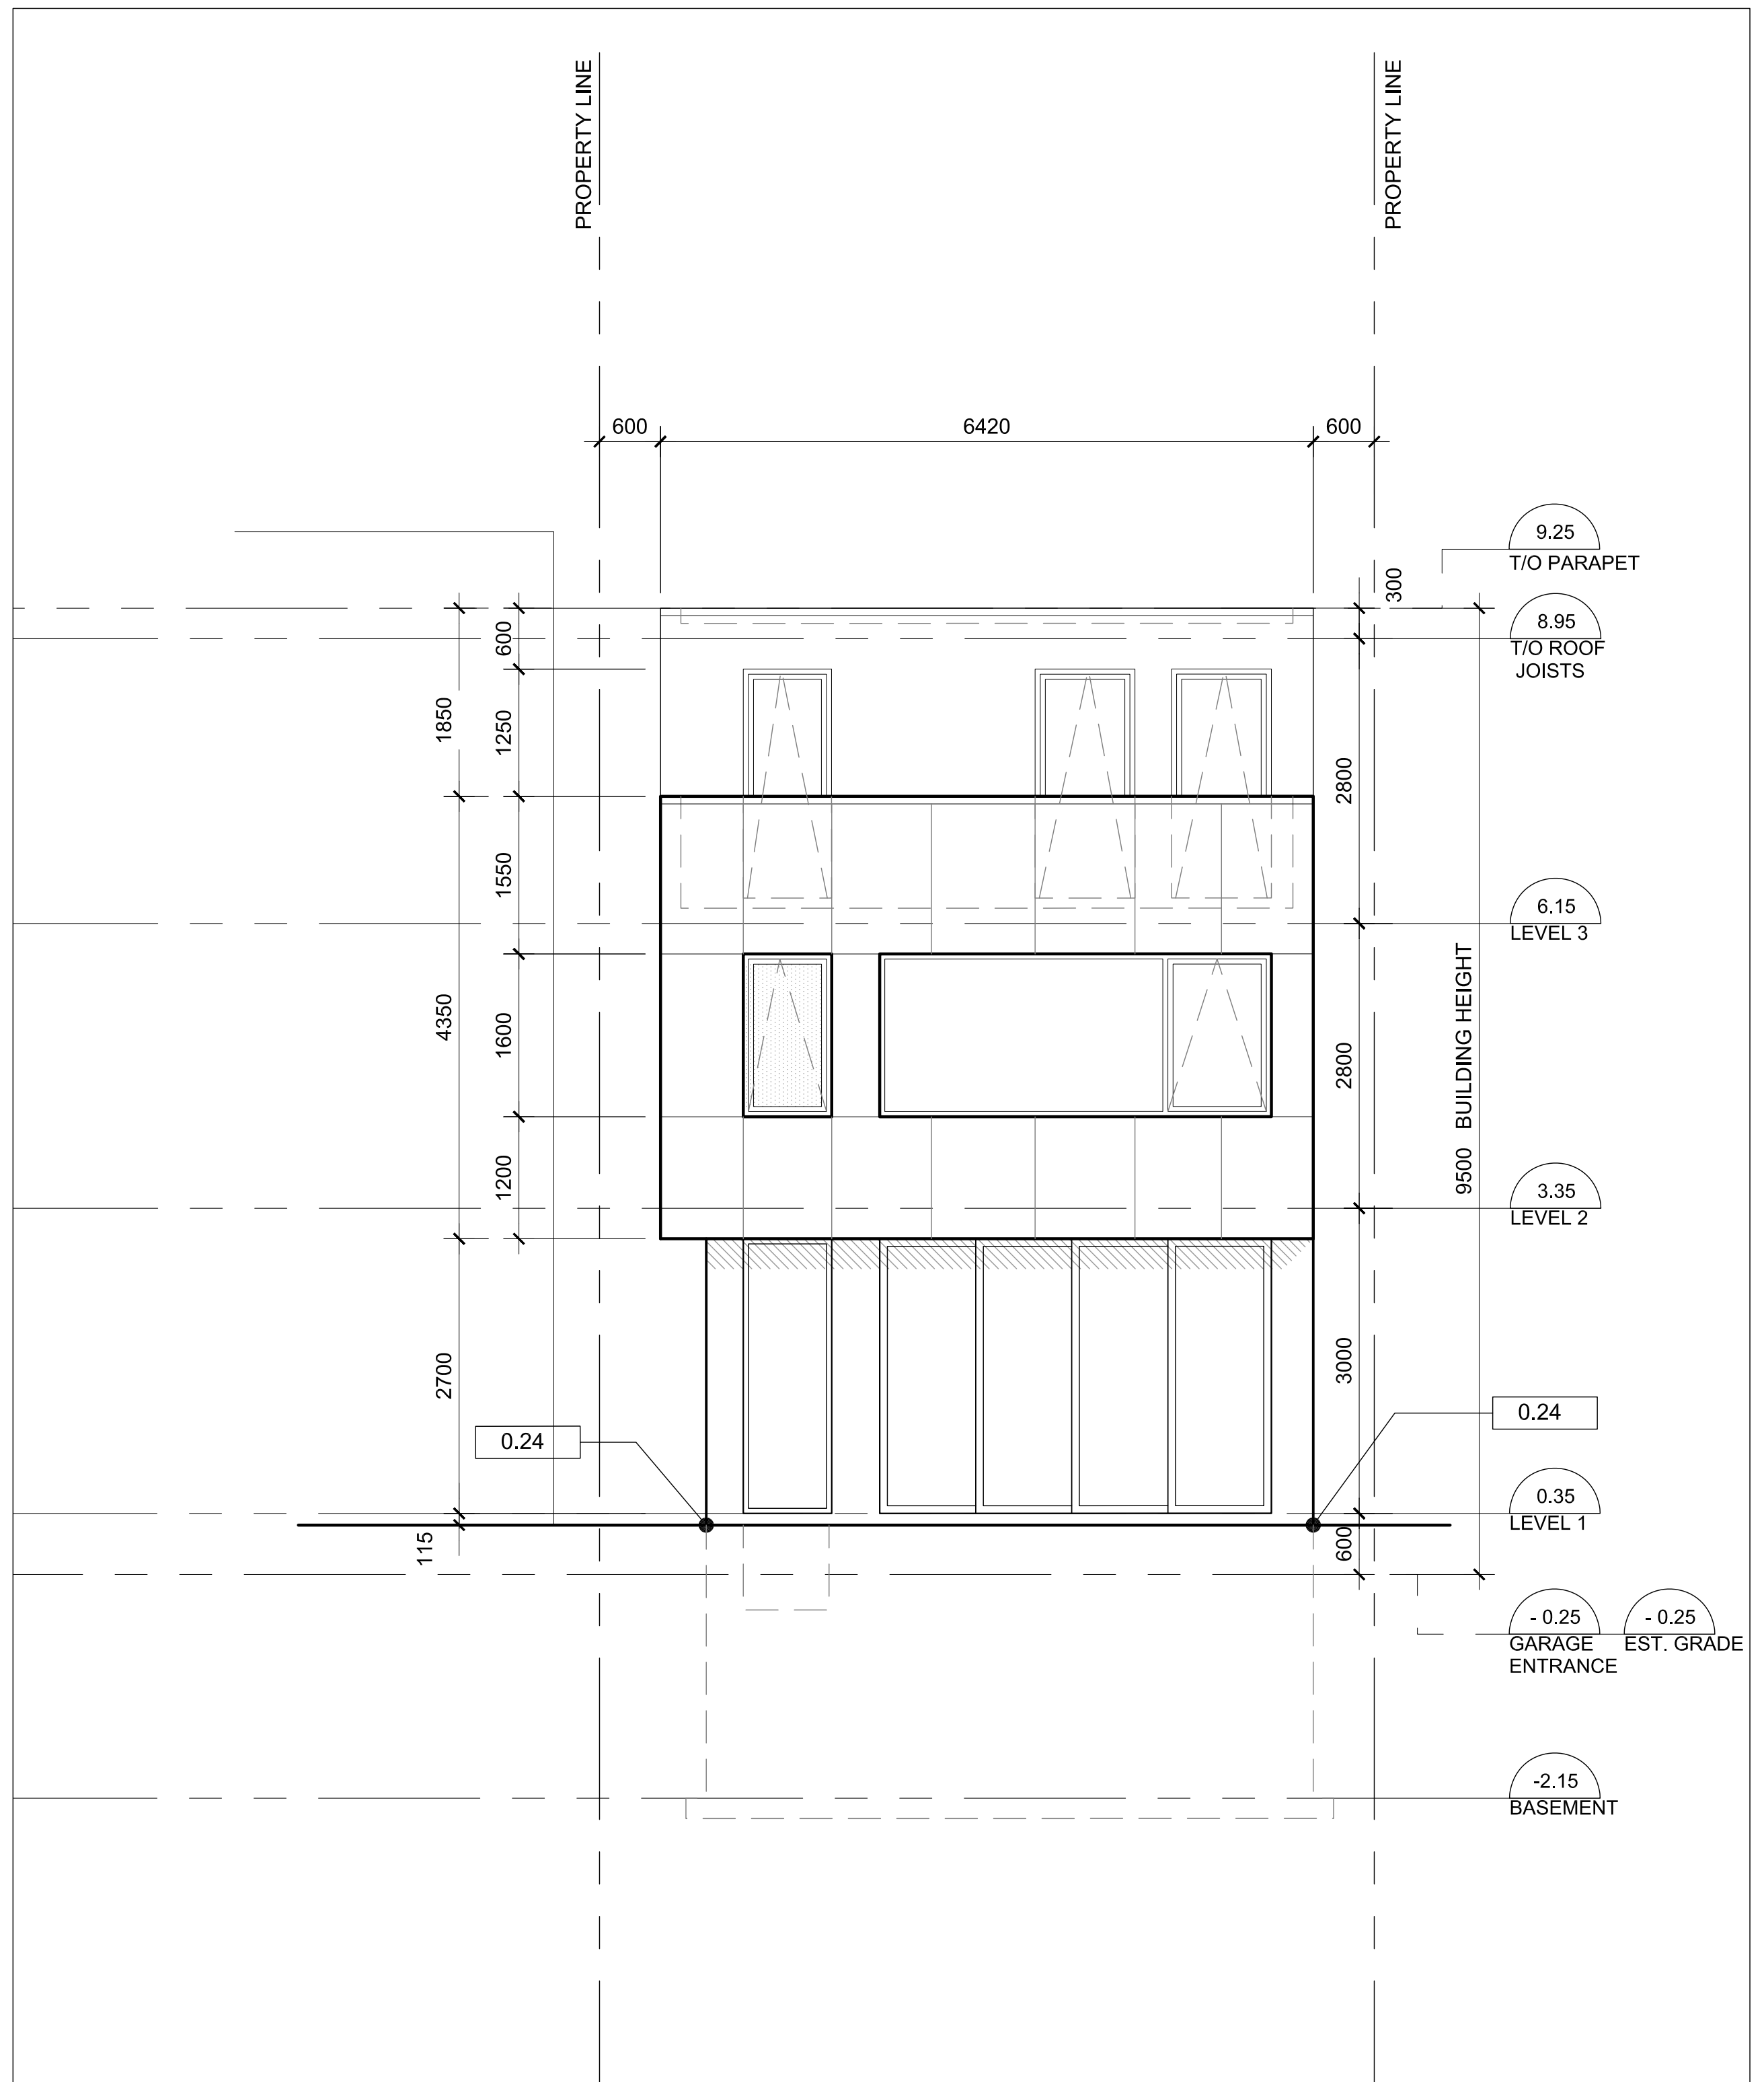 PROPERTY LINE
PROPERTY LINE
600
6420
600
9.25
T/O PARAPET
300
8.95
T/O ROOF
JOISTS
600
1850
1250
2800
1550
6.15
LEVEL 3
4350
1600
2800
9500 BUILDING HEIGHT
1200
3.35
LEVEL 2
2700
3000
0.24
0.24
0.35
LEVEL 1
115
600
- 0.25
GARAGE
ENTRANCE
- 0.25
EST. GRADE
-2.15
BASEMENT